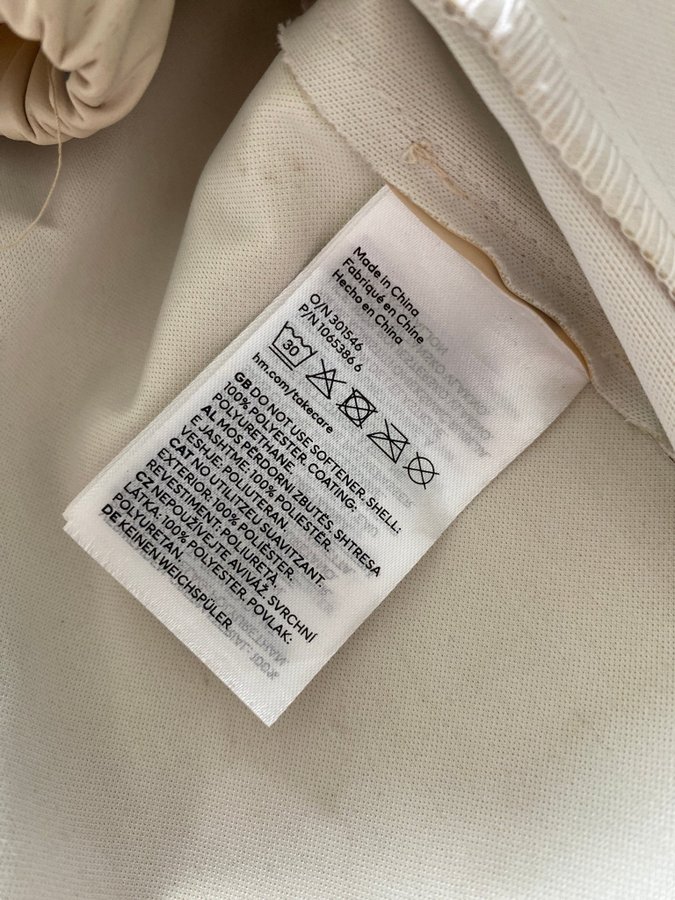 Made in China
Fabriqué en Chine
Hecho en China
O/N 301546
P/N 1065386 6
30
hm.com/takecare
GB DO NOT USE SOFTENER. SHELL:
100% POLYESTER. COATING:
POLYURETHANE.
AL MOS PËRDORNI ZBUTËS, SHTRESA
E JASHTME: 100% POLIESTER.
VESHJE: POLIURETAN.
CAT NO UTILITZEU SUAVITZANT.
EXTERIOR: 100% POLIÈSTER.
REVESTIMENT: POLIURETÀ.
CZ NEPOUŽÍVEJTE AVIVÁŽ. SVRCHNÍ
LÁTKA: 100% POLYESTER. POVLAK:
POLYURETAN.
DE KEINEN WEICHSPÜLER